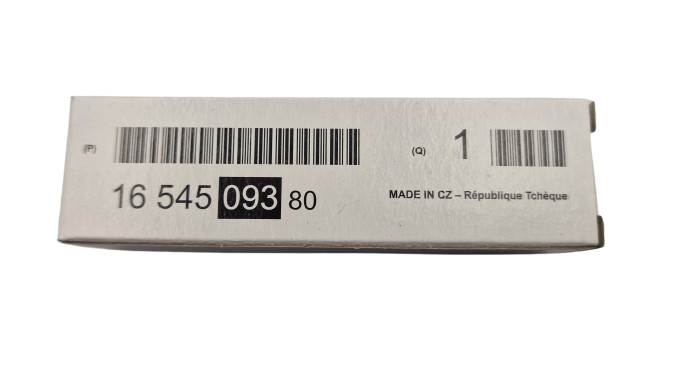 (P)
(Q) 1
16 545 093 80
MADE IN CZ – République Tchèque